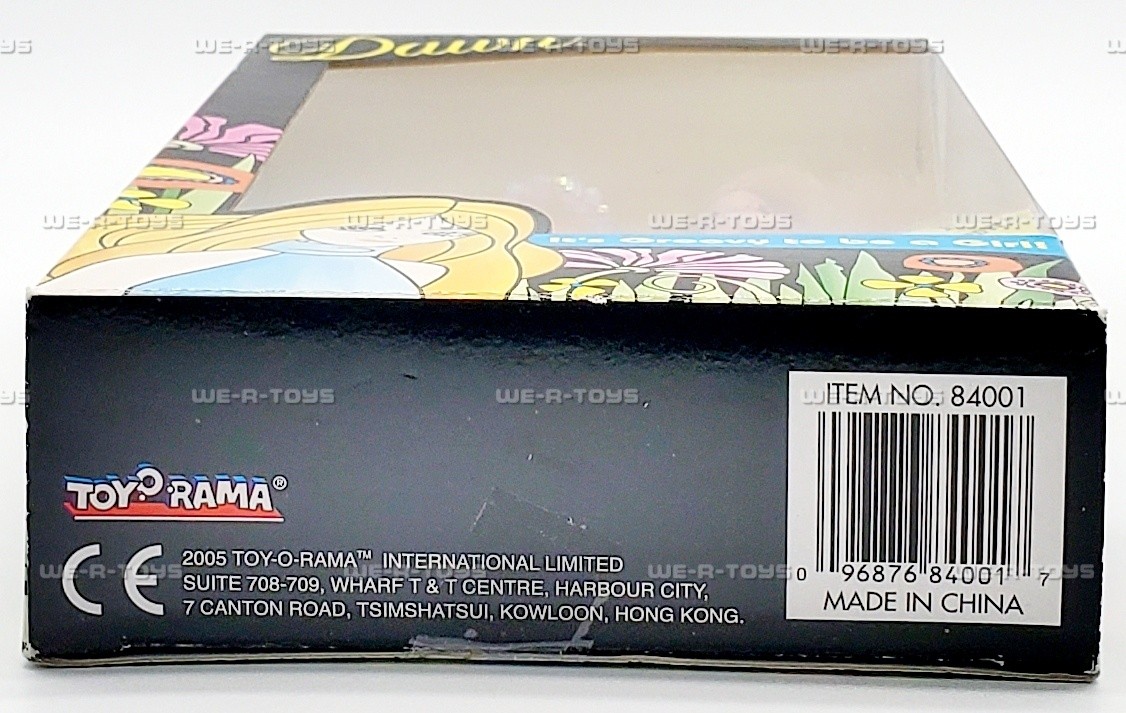 Dawn
It's Groovy to be a Girl!
ITEM NO. 84001
0 96876 84001 7
MADE IN CHINA
TOY-O-RAMA®
CE
2005 TOY-O-RAMA™ INTERNATIONAL LIMITED
SUITE 708-709, WHARF T & T CENTRE, HARBOUR CITY,
7 CANTON ROAD, TSIMSHATSUI, KOWLOON, HONG KONG.
WE-R-TOYS